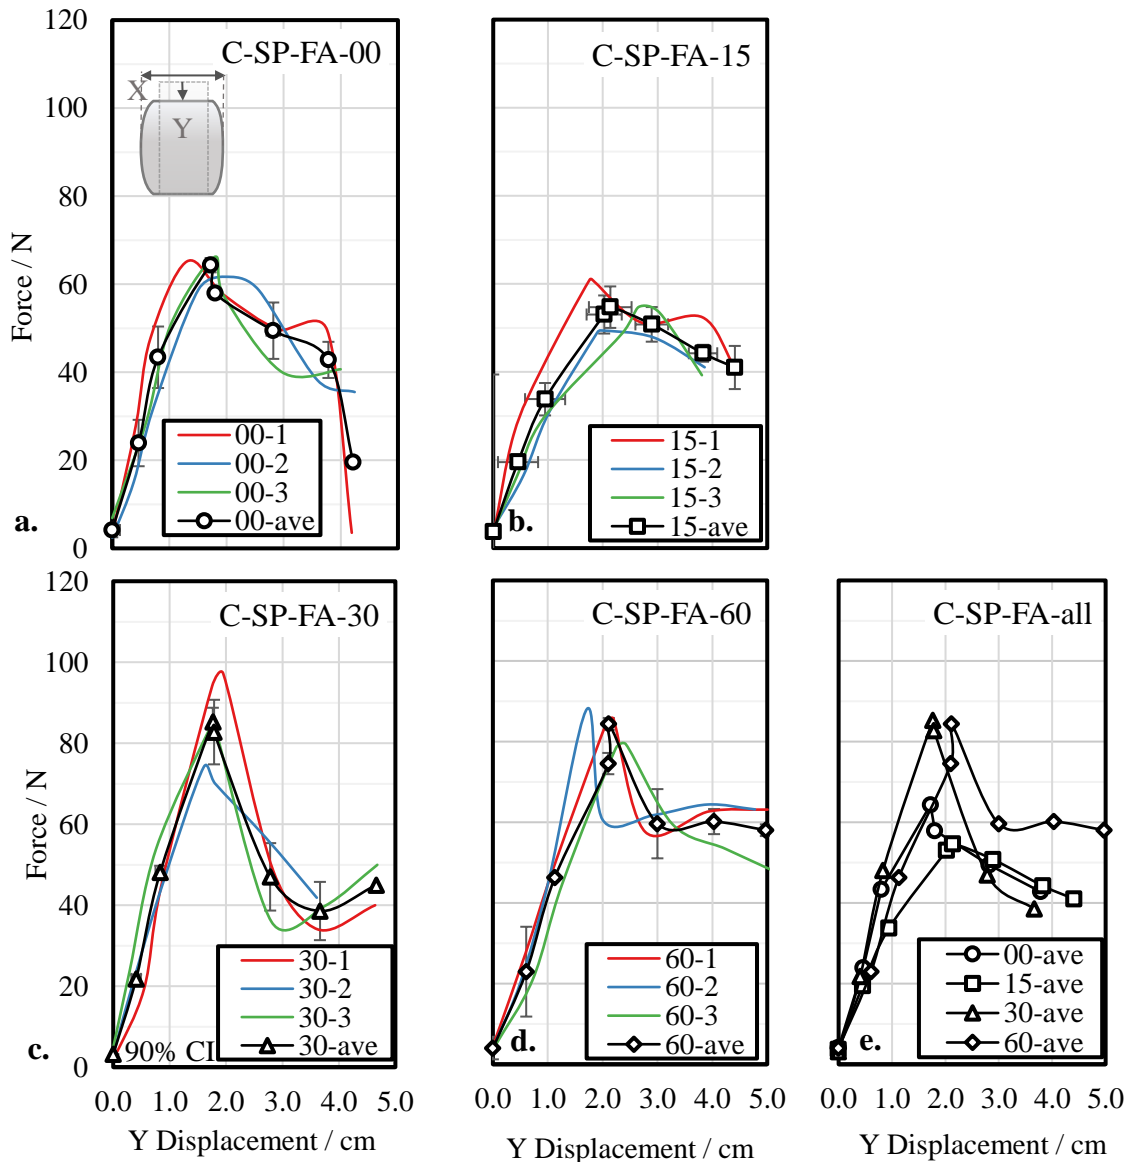 120
100
80
60
40
20
0
Force / N
C-SP-FA-00
X
Y
00-1
00-2
00-3
00-ave
a.
0.0 1.0 2.0 3.0 4.0 5.0
C-SP-FA-15
15-1
15-2
15-3
15-ave
b.
120
100
80
60
40
20
0
Force / N
C-SP-FA-30
30-1
30-2
30-3
30-ave
90% CI
c.
0.0 1.0 2.0 3.0 4.0 5.0
Y Displacement / cm
C-SP-FA-60
60-1
60-2
60-3
60-ave
d.
0.0 1.0 2.0 3.0 4.0 5.0
Y Displacement / cm
C-SP-FA-all
00-ave
15-ave
30-ave
60-ave
e.